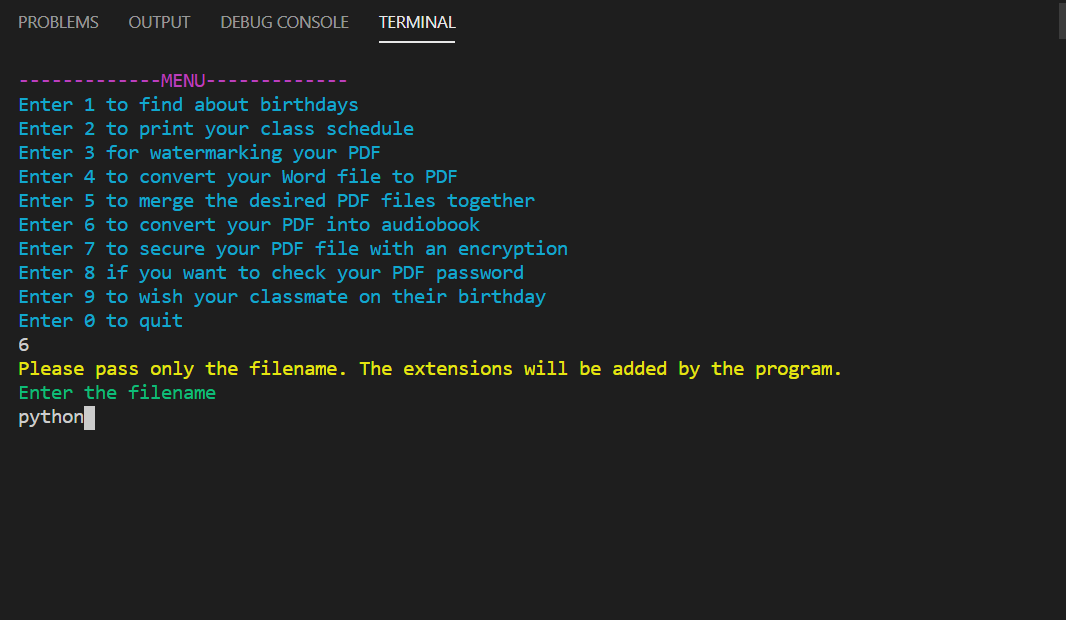 PROBLEMS OUTPUT DEBUG CONSOLE TERMINAL
-------------MENU-------------
Enter 1 to find about birthdays
Enter 2 to print your class schedule
Enter 3 for watermarking your PDF
Enter 4 to convert your Word file to PDF
Enter 5 to merge the desired PDF files together
Enter 6 to convert your PDF into audiobook
Enter 7 to secure your PDF file with an encryption
Enter 8 if you want to check your PDF password
Enter 9 to wish your classmate on their birthday
Enter 0 to quit
6
Please pass only the filename. The extensions will be added by the program.
Enter the filename
python